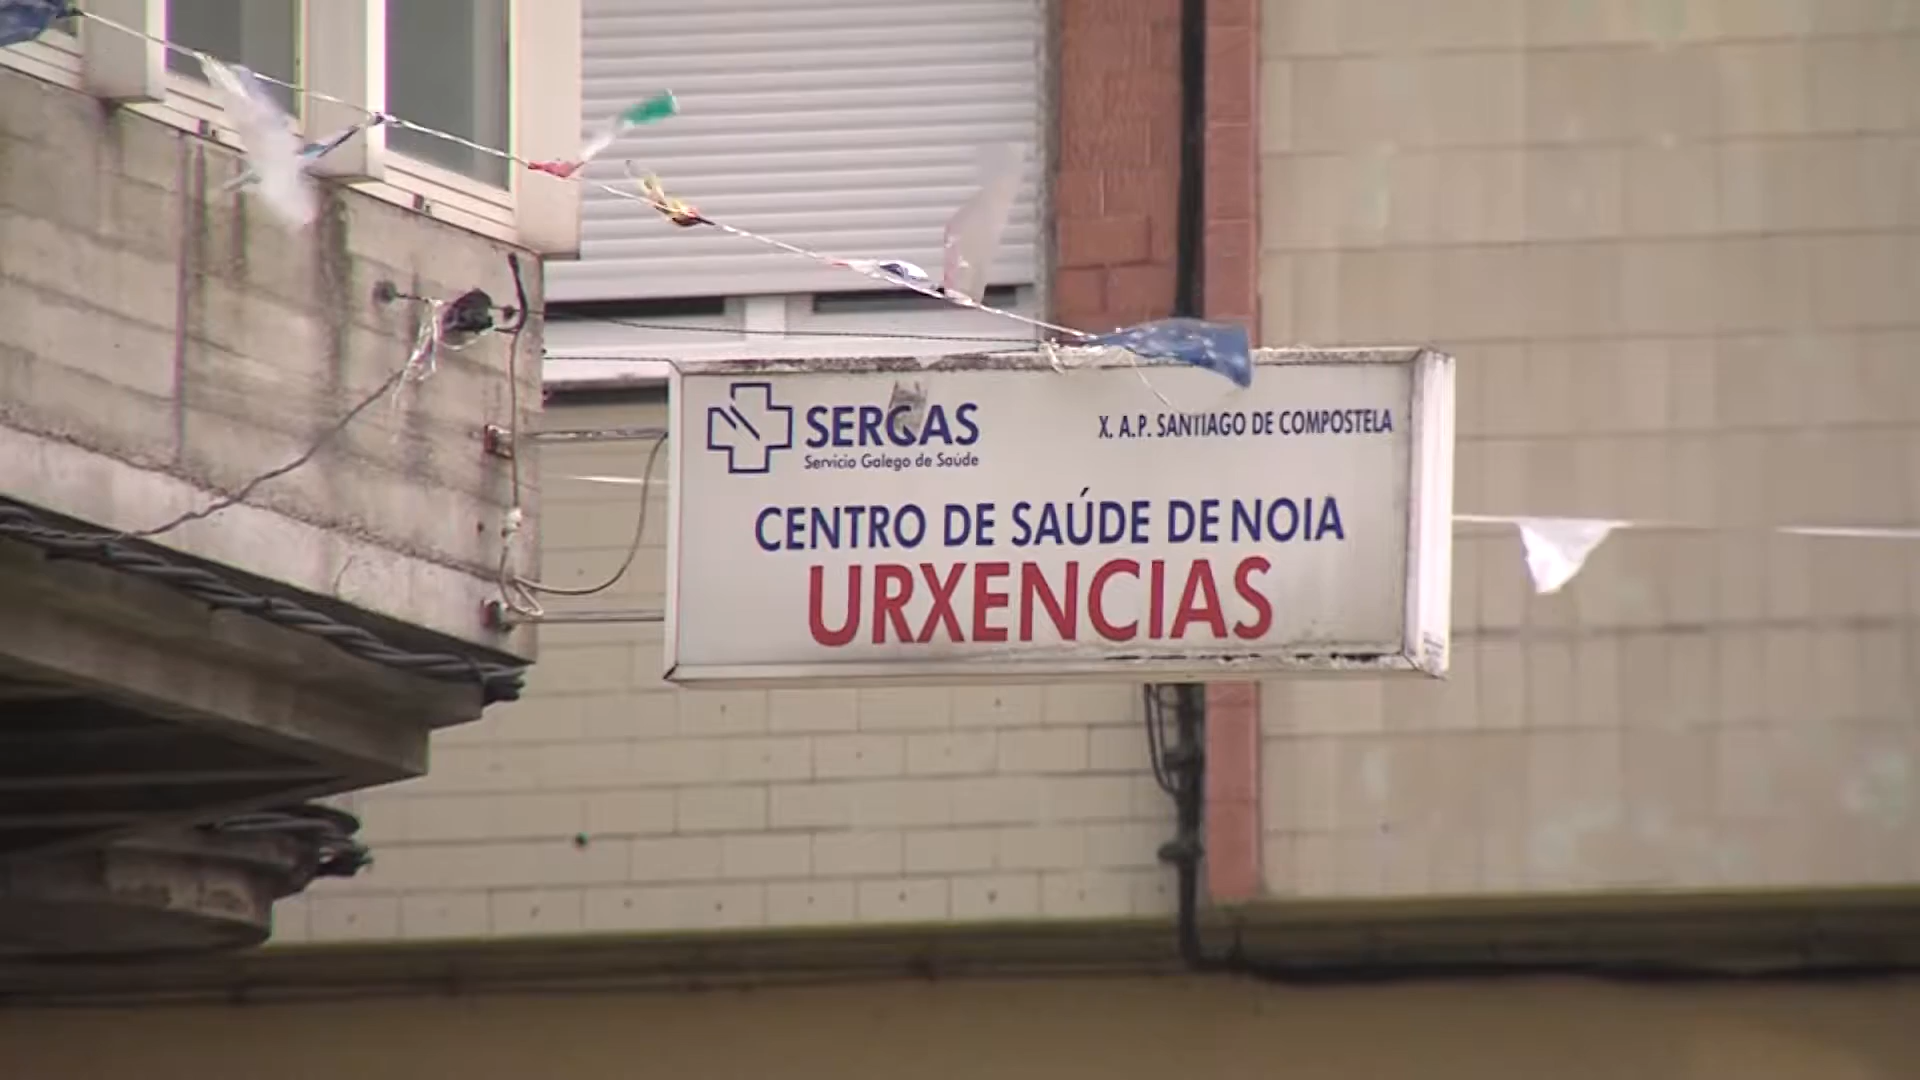 SERGAS
Servicio Galego de Saúde
X. A.P. SANTIAGO DE COMPOSTELA
CENTRO DE SAÚDE DE NOIA
URXENCIAS